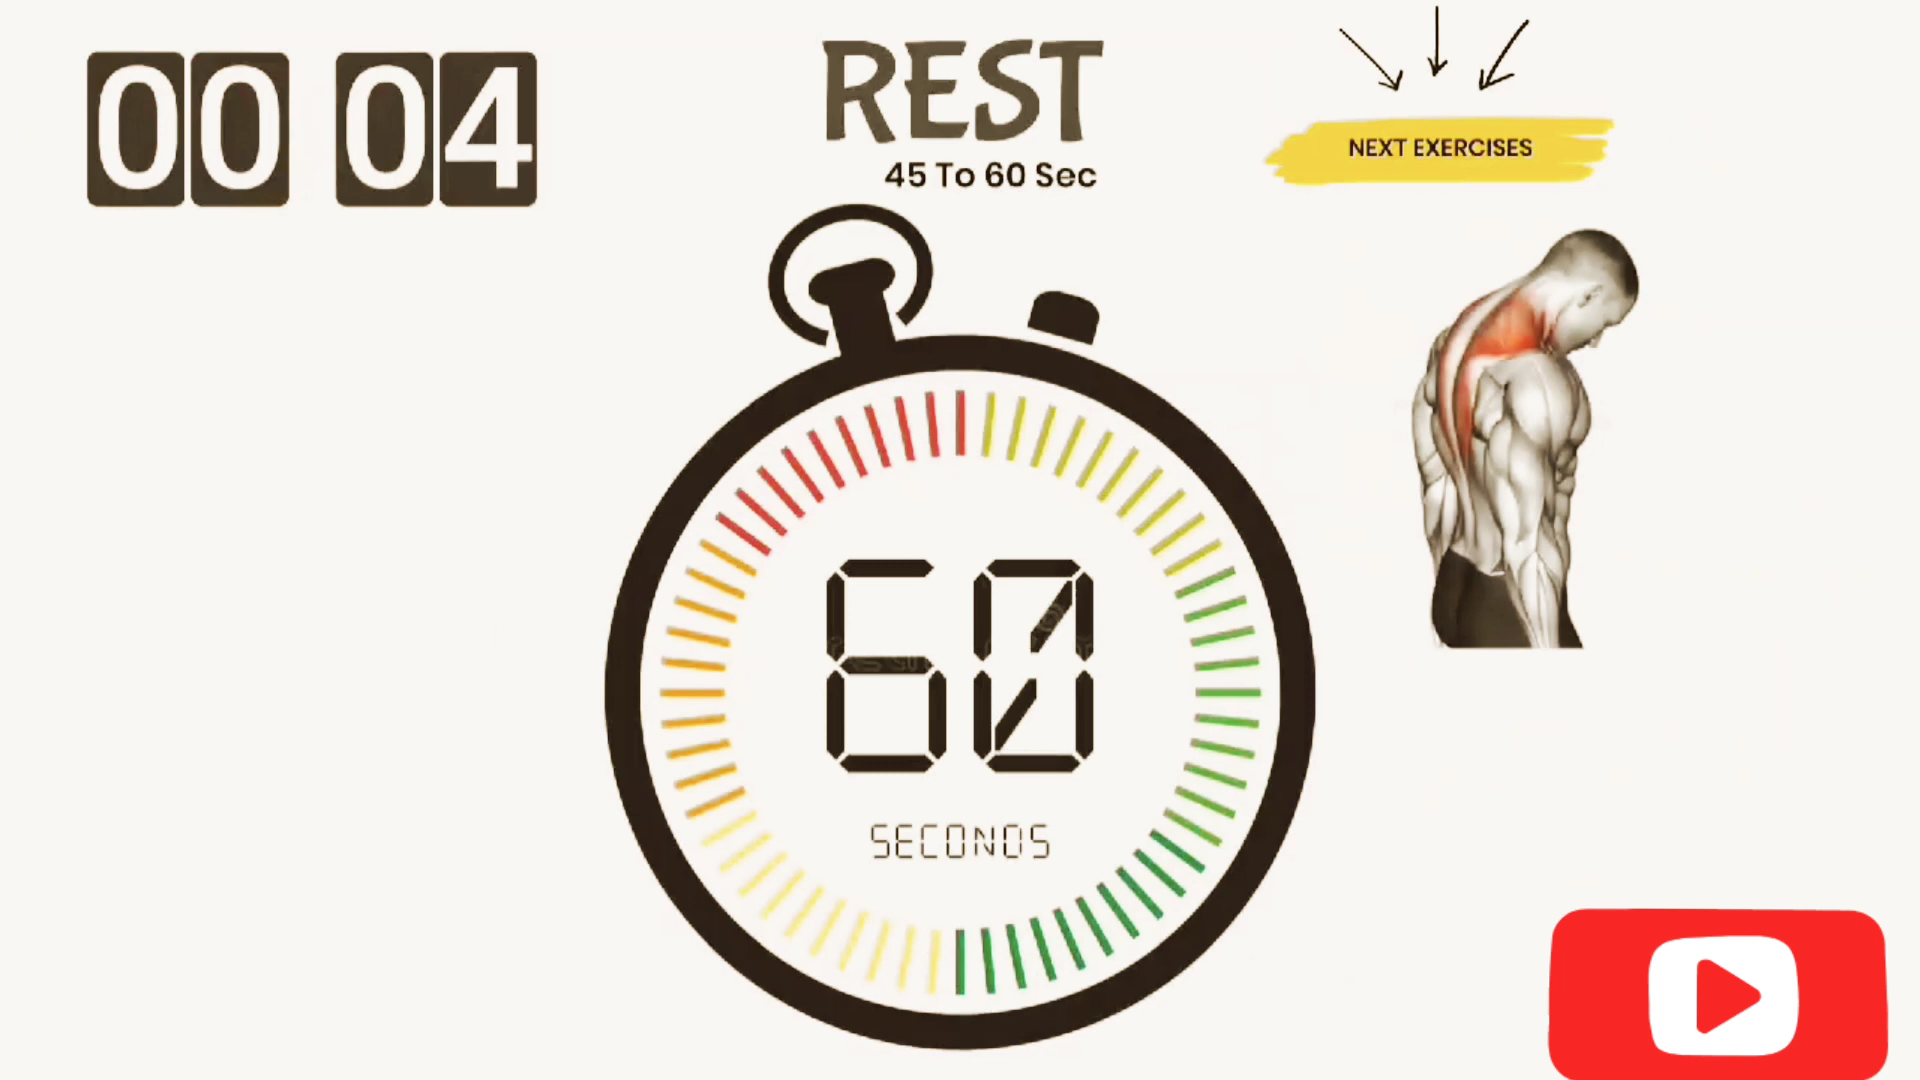 00 04
REST
45 To 60 Sec
NEXT EXERCISES
60
SECONDS